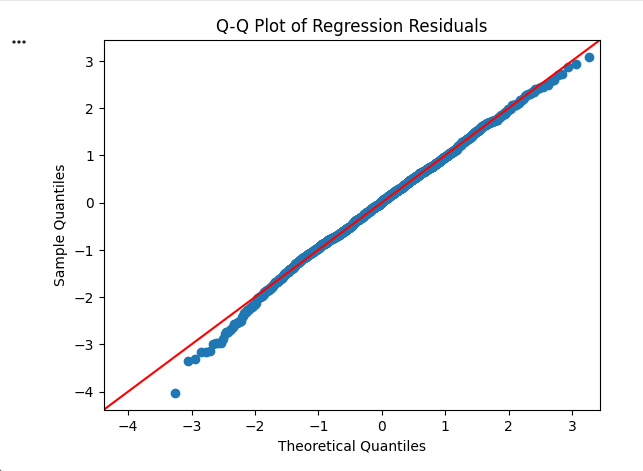 ...
Q-Q Plot of Regression Residuals
Sample Quantiles
3
2
1
0
−1
−2
−3
−4
−4 −3 −2 −1 0 1 2 3
Theoretical Quantiles